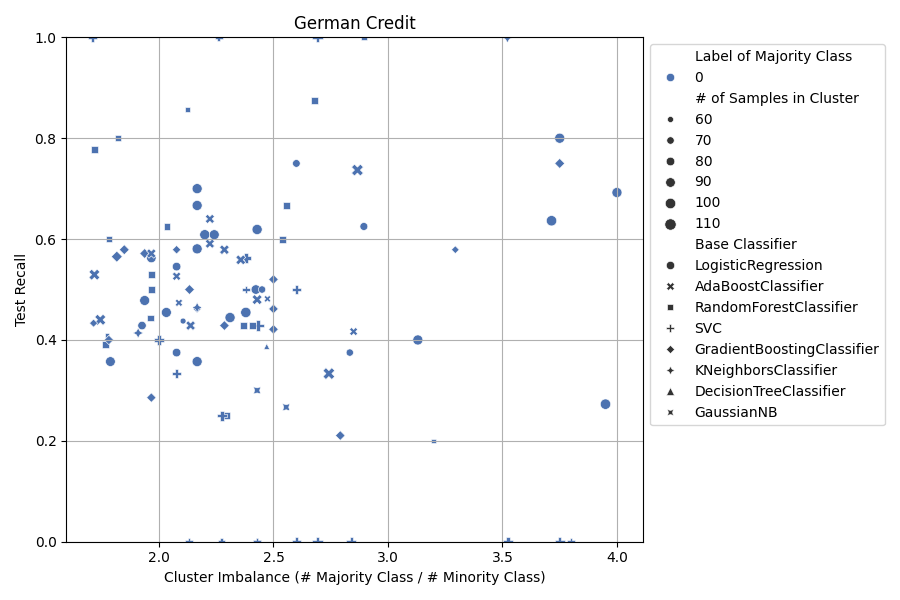 German Credit
1.0
0.8
0.6
0.4
0.2
0.0
Test Recall
2.0
2.5
3.0
3.5
4.0
Cluster Imbalance (# Majority Class / # Minority Class)
Label of Majority Class
0
# of Samples in Cluster
60
70
80
90
100
110
Base Classifier
LogisticRegression
AdaBoostClassifier
RandomForestClassifier
SVC
GradientBoostingClassifier
KNeighborsClassifier
DecisionTreeClassifier
GaussianNB